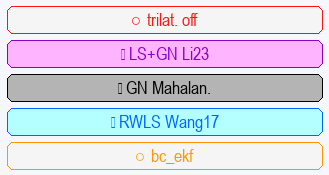 ○ trilat. off
LS+GN Li23
GN Mahalan.
RWLS Wang17
○ bc_ekf